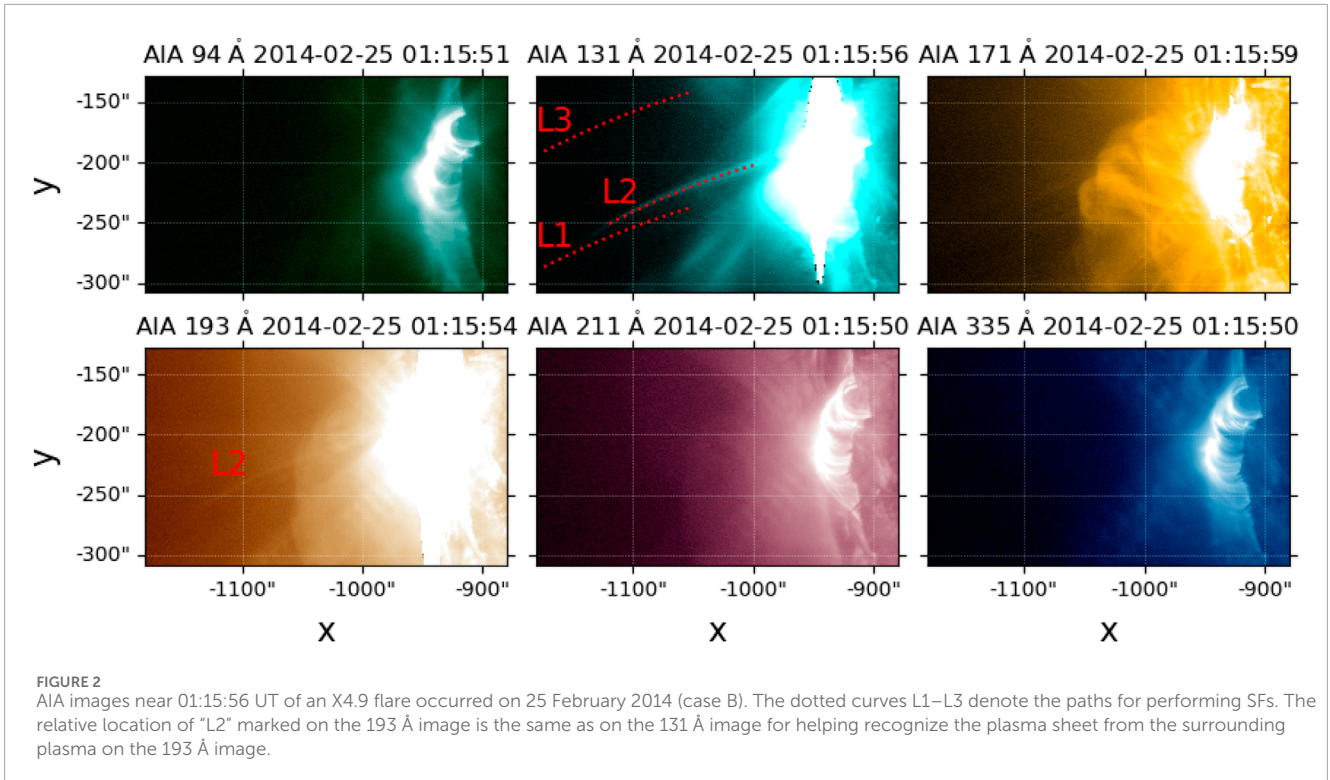 AIA 94 Å 2014-02-25 01:15:51
AIA 131 Å 2014-02-25 01:15:56
AIA 171 Å 2014-02-25 01:15:59
-150"
-200"
-250"
-300"
y
L3
L2
L1
AIA 193 Å 2014-02-25 01:15:54
AIA 211 Å 2014-02-25 01:15:50
AIA 335 Å 2014-02-25 01:15:50
-150"
-200"
-250"
-300"
y
L2
-1100"
-1000"
-900"
-1100"
-1000"
-900"
-1100"
-1000"
-900"
x
x
x
FIGURE 2
AIA images near 01:15:56 UT of an X4.9 flare occurred on 25 February 2014 (case B). The dotted curves L1–L3 denote the paths for performing SFs. The
relative location of “L2” marked on the 193 Å image is the same as on the 131 Å image for helping recognize the plasma sheet from the surrounding
plasma on the 193 Å image.